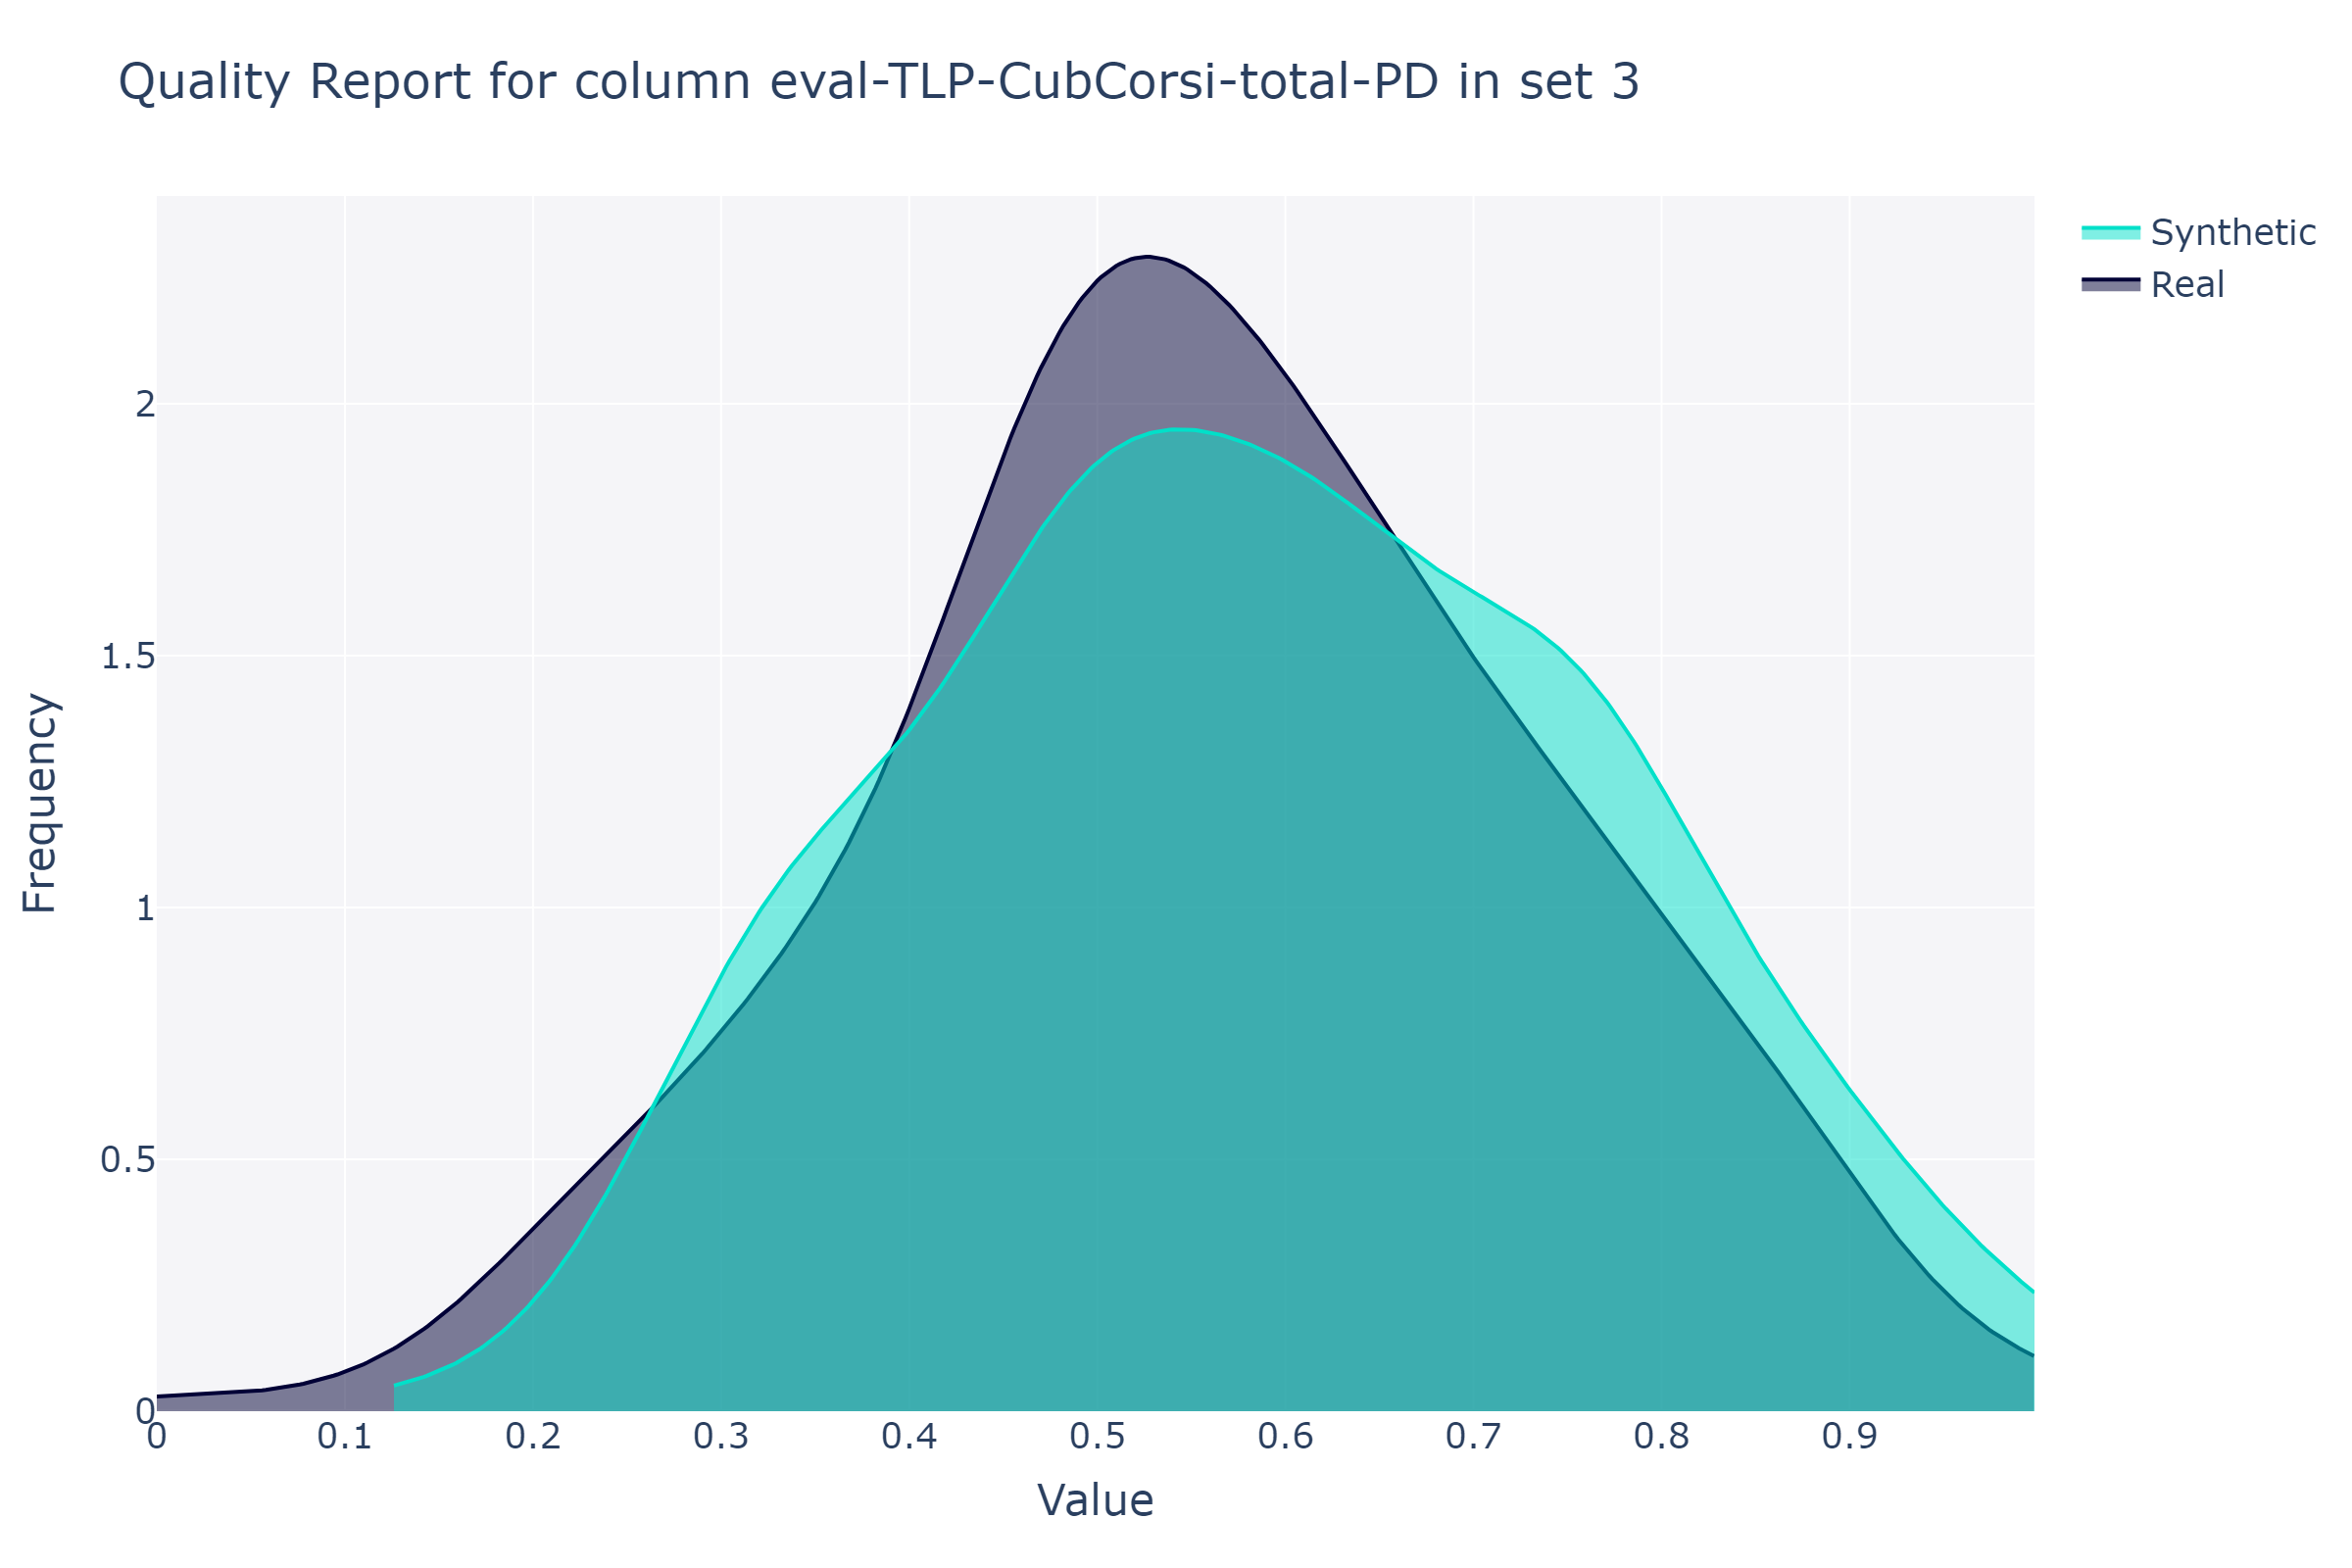 Quality Report for column eval-TLP-CubCorsi-total-PD in set 3
Synthetic
Real
Frequency
2
1.5
1
0.5
0
0 0.1 0.2 0.3 0.4 0.5 0.6 0.7 0.8 0.9
Value